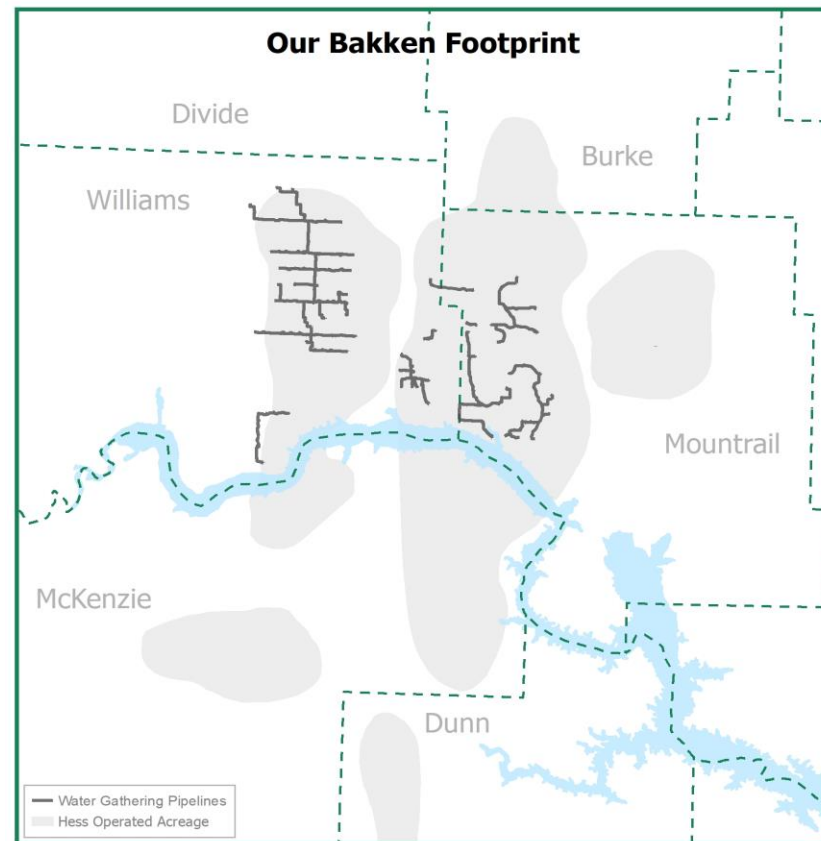 Our Bakken Footprint
Divide
Burke
Williams
Mountrail
McKenzie
Dunn
Water Gathering Pipelines
Hess Operated Acreage